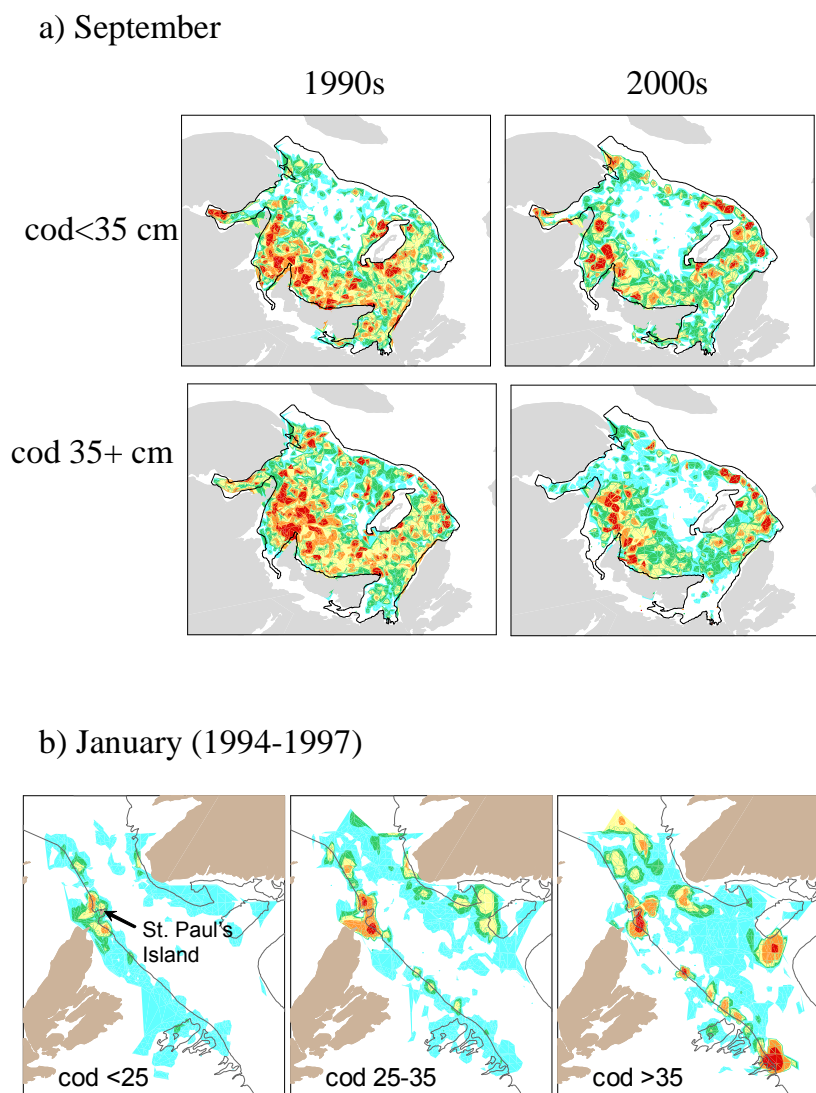 a) September
1990s
2000s
cod<35 cm
cod 35+ cm
b) January (1994-1997)
St. Paul's
Island
cod <25
cod 25-35
cod >35